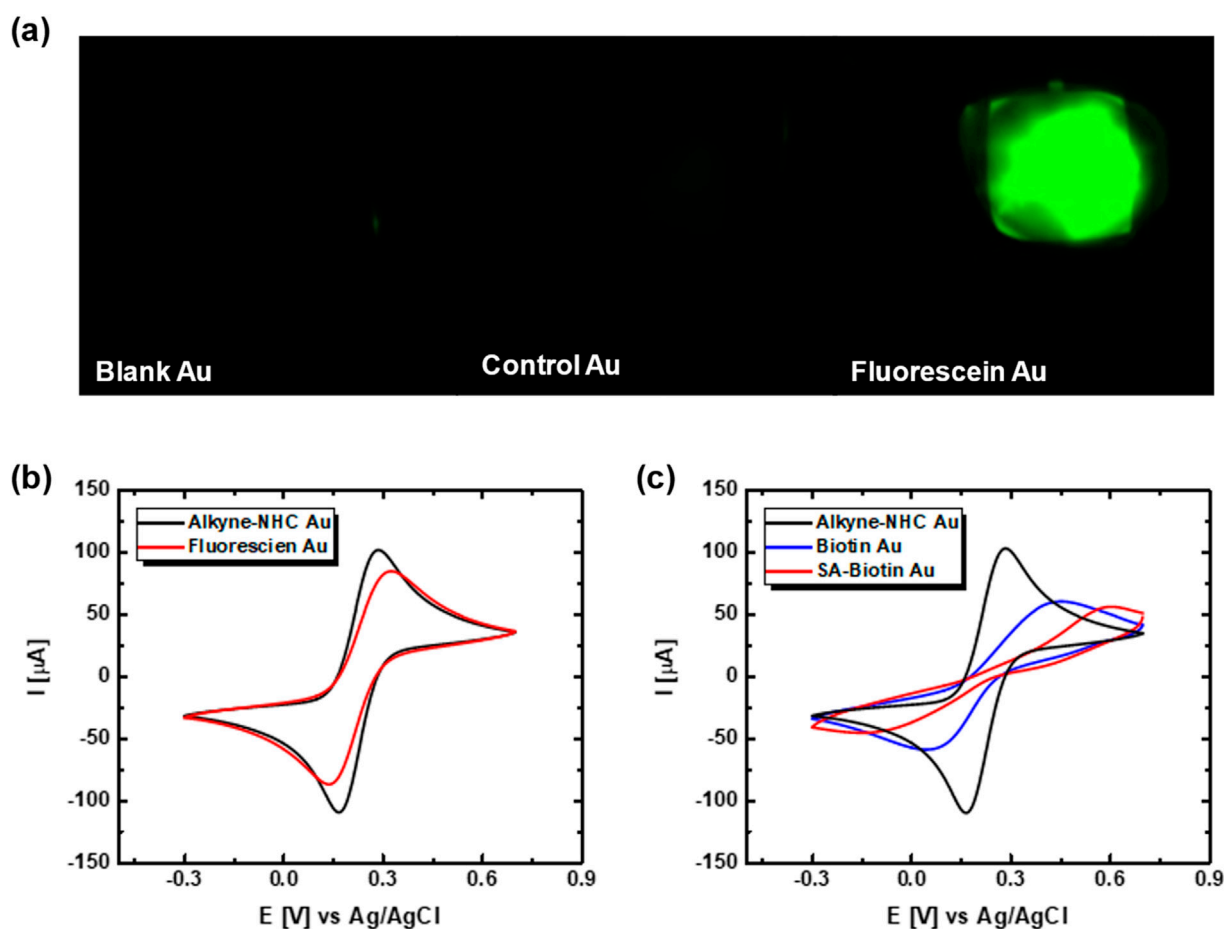 (a)
Blank Au
Control Au
Fluorescein Au
(b)
150
100
50
0
-50
-100
-150
I [µA]
Alkyne-NHC Au
Fluorescien Au
-0.3 0.0 0.3 0.6 0.9
E [V] vs Ag/AgCl
(c)
150
100
50
0
-50
-100
-150
I [µA]
Alkyne-NHC Au
Biotin Au
SA-Biotin Au
-0.3 0.0 0.3 0.6 0.9
E [V] vs Ag/AgCl